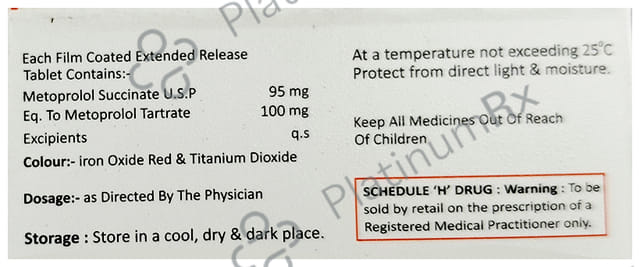 Each Film Coated Extended Release
Tablet Contains:-
Metoprolol Succinate U.S.P 95 mg
Eq. To Metoprolol Tartrate 100 mg
Excipients q.s
Colour:- iron Oxide Red & Titanium Dioxide
Dosage:- as Directed By The Physician
Storage : Store in a cool, dry & dark place.
At a temperature not exceeding 25°C
Protect from direct light & moisture.
Keep All Medicines Out Of Reach
Of Children
SCHEDULE 'H' DRUG : Warning : To be
sold by retail on the prescription of a
Registered Medical Practitioner only.
PlatinumRx